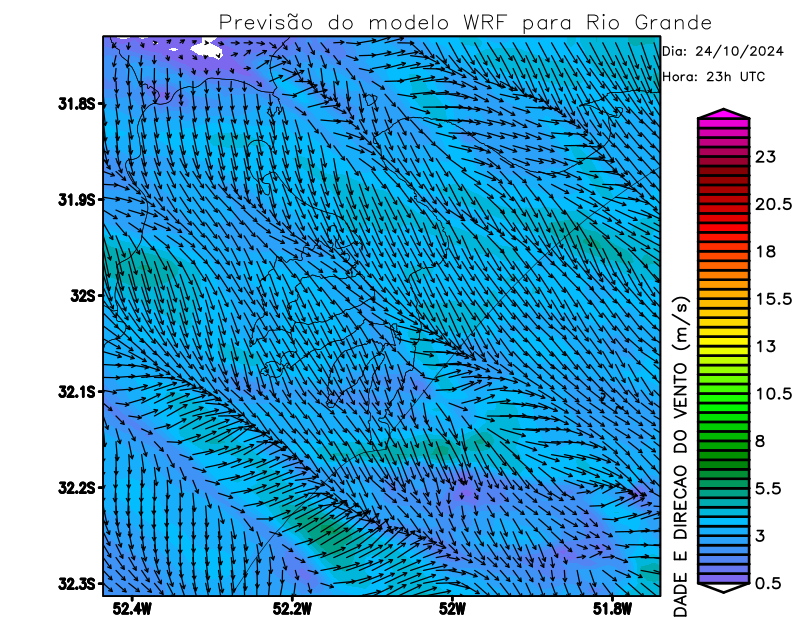 Previsão do modelo WRF para Rio Grande
Dia: 24/10/2024
Hora: 23h UTC
31.8S
31.9S
32S
32.1S
32.2S
32.3S
52.4W
52.2W
52W
51.8W
23
20.5
18
15.5
13
10.5
8
5.5
3
0.5
DADE E DIRECAO DO VENTO (m/s)